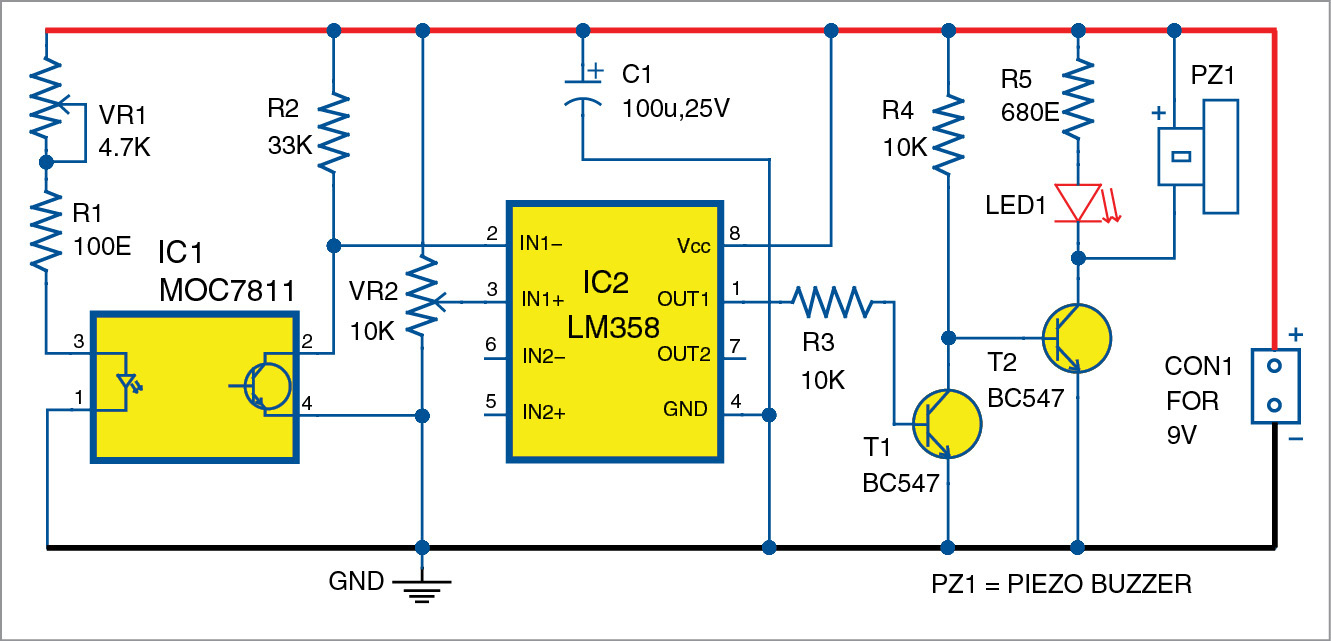 VR1
4.7K
R1
100E
IC1
MOC7811
3
1
2
4
R2
33K
VR2
10K
C1
+
100u,25V
IC2
LM358
2 IN1–
3 IN1+
6 IN2–
5 IN2+
Vcc 8
OUT1 1
OUT2 7
GND 4
R3
10K
R4
10K
T1
BC547
R5
680E
LED1
T2
BC547
PZ1
+
CON1
FOR
9V
+
–
GND
PZ1 = PIEZO BUZZER